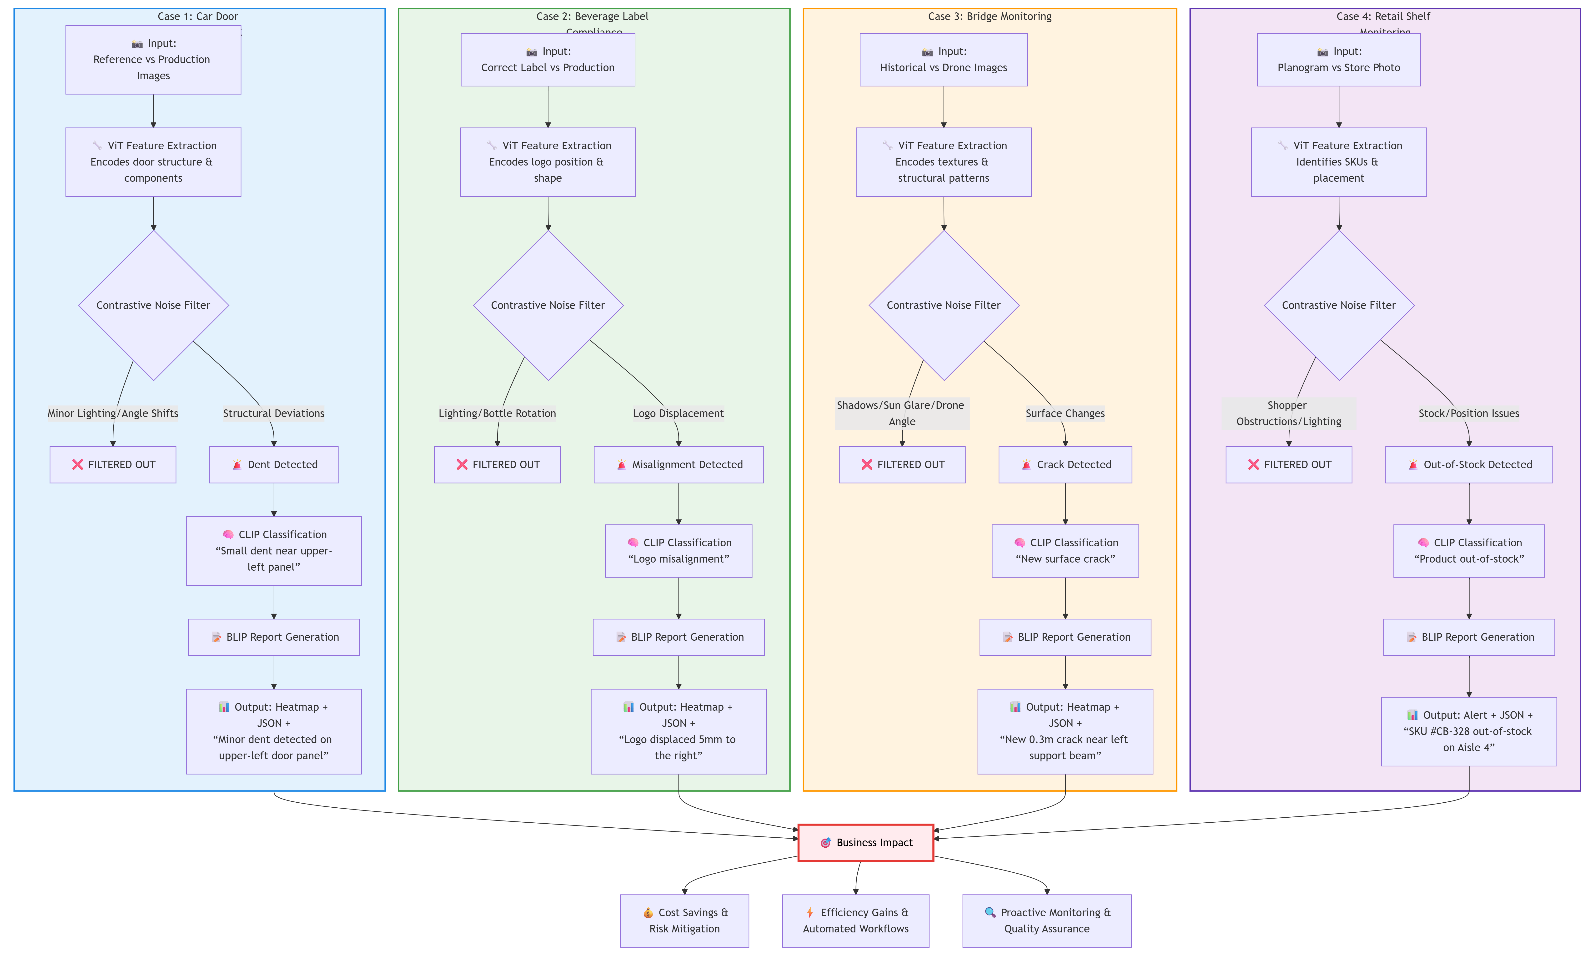 Case 1: Car Door
📸 Input:
Reference vs Production
Images
🔧 ViT Feature Extraction
Encodes door structure &
components
Contrastive Noise Filter
Minor Lighting/Angle Shifts
Structural Deviations
❌ FILTERED OUT
🚨 Dent Detected
🧠 CLIP Classification
“Small dent near upper-
left panel”
📝 BLIP Report Generation
📊 Output: Heatmap +
JSON +
“Minor dent detected on
upper-left door panel”
Case 2: Beverage Label
Compliance
📸 Input:
Correct Label vs Production
🔧 ViT Feature Extraction
Encodes logo position &
shape
Contrastive Noise Filter
Lighting/Bottle Rotation
Logo Displacement
❌ FILTERED OUT
🚨 Misalignment Detected
🧠 CLIP Classification
“Logo misalignment”
📝 BLIP Report Generation
📊 Output: Heatmap +
JSON +
“Logo displaced 5mm to
the right”
Case 3: Bridge Monitoring
📸 Input:
Historical vs Drone Images
🔧 ViT Feature Extraction
Encodes textures &
structural patterns
Contrastive Noise Filter
Shadows/Sun Glare/Drone
Angle
Surface Changes
❌ FILTERED OUT
🚨 Crack Detected
🧠 CLIP Classification
“New surface crack”
📝 BLIP Report Generation
📊 Output: Heatmap +
JSON +
“New 0.3m crack near left
support beam”
Case 4: Retail Shelf
Monitoring
📸 Input:
Planogram vs Store Photo
🔧 ViT Feature Extraction
Identifies SKUs &
placement
Contrastive Noise Filter
Shopper
Obstructions/Lighting
Stock/Position Issues
❌ FILTERED OUT
🚨 Out-of-Stock Detected
🧠 CLIP Classification
“Product out-of-stock”
📝 BLIP Report Generation
📊 Output: Alert + JSON +
“SKU #CB-328 out-of-stock
on Aisle 4”
🎯 Business Impact
💰 Cost Savings &
Risk Mitigation
⚡ Efficiency Gains &
Automated Workflows
🔍 Proactive Monitoring &
Quality Assurance